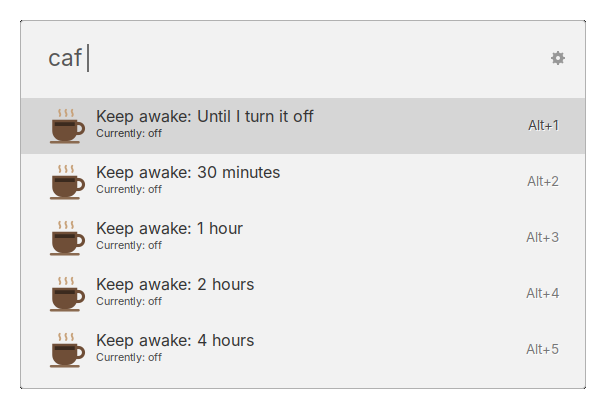 caf
Keep awake: Until I turn it off
Currently: off
Alt+1
Keep awake: 30 minutes
Currently: off
Alt+2
Keep awake: 1 hour
Currently: off
Alt+3
Keep awake: 2 hours
Currently: off
Alt+4
Keep awake: 4 hours
Currently: off
Alt+5